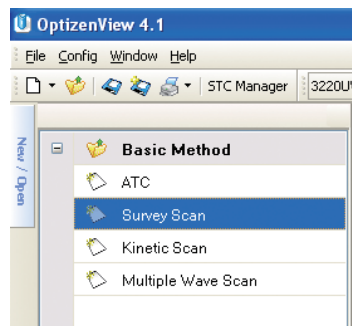 OptizenView 4.1
File Config Window Help
STC Manager 3220U
New / Open
Basic Method
ATC
Survey Scan
Kinetic Scan
Multiple Wave Scan